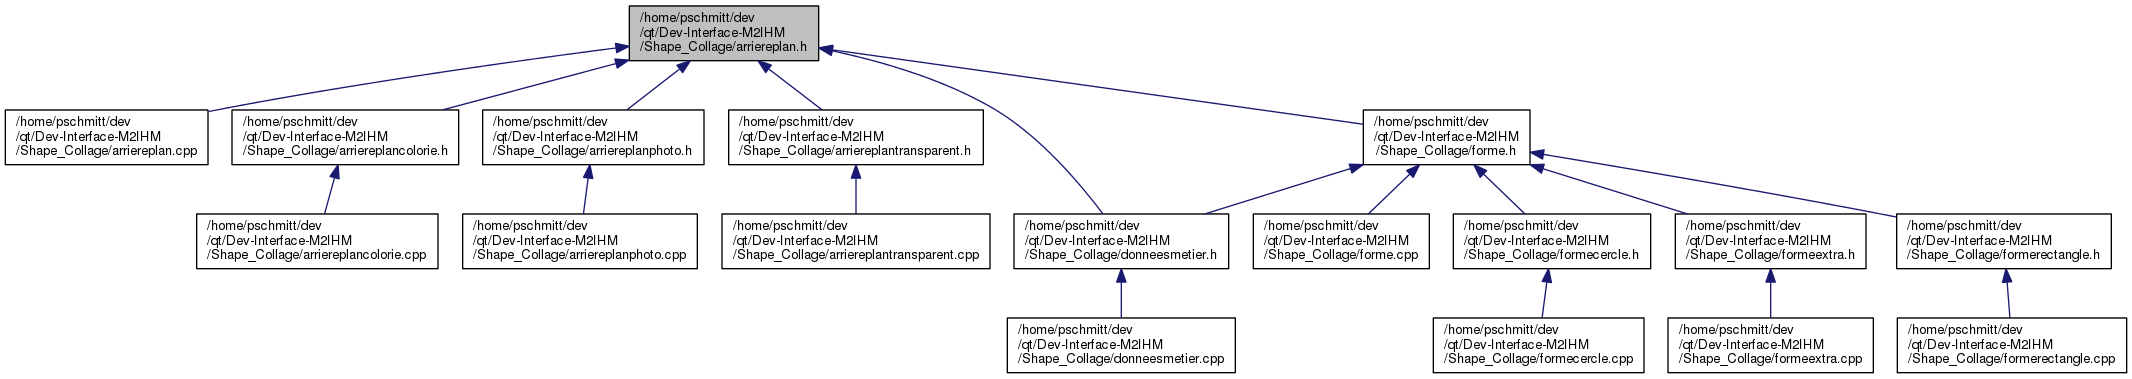 /home/pschmitt/dev
/qt/Dev-Interface-M2IHM
/Shape_Collage/arriereplan.h
/home/pschmitt/dev
/qt/Dev-Interface-M2IHM
/Shape_Collage/arriereplan.cpp
/home/pschmitt/dev
/qt/Dev-Interface-M2IHM
/Shape_Collage/arriereplancolorie.h
/home/pschmitt/dev
/qt/Dev-Interface-M2IHM
/Shape_Collage/arriereplanphoto.h
/home/pschmitt/dev
/qt/Dev-Interface-M2IHM
/Shape_Collage/arriereplantransparent.h
/home/pschmitt/dev
/qt/Dev-Interface-M2IHM
/Shape_Collage/forme.h
/home/pschmitt/dev
/qt/Dev-Interface-M2IHM
/Shape_Collage/arriereplancolorie.cpp
/home/pschmitt/dev
/qt/Dev-Interface-M2IHM
/Shape_Collage/arriereplanphoto.cpp
/home/pschmitt/dev
/qt/Dev-Interface-M2IHM
/Shape_Collage/arriereplantransparent.cpp
/home/pschmitt/dev
/qt/Dev-Interface-M2IHM
/Shape_Collage/donneesmetier.h
/home/pschmitt/dev
/qt/Dev-Interface-M2IHM
/Shape_Collage/forme.cpp
/home/pschmitt/dev
/qt/Dev-Interface-M2IHM
/Shape_Collage/formecercle.h
/home/pschmitt/dev
/qt/Dev-Interface-M2IHM
/Shape_Collage/formeextra.h
/home/pschmitt/dev
/qt/Dev-Interface-M2IHM
/Shape_Collage/formerectangle.h
/home/pschmitt/dev
/qt/Dev-Interface-M2IHM
/Shape_Collage/donneesmetier.cpp
/home/pschmitt/dev
/qt/Dev-Interface-M2IHM
/Shape_Collage/formecercle.cpp
/home/pschmitt/dev
/qt/Dev-Interface-M2IHM
/Shape_Collage/formeextra.cpp
/home/pschmitt/dev
/qt/Dev-Interface-M2IHM
/Shape_Collage/formerectangle.cpp